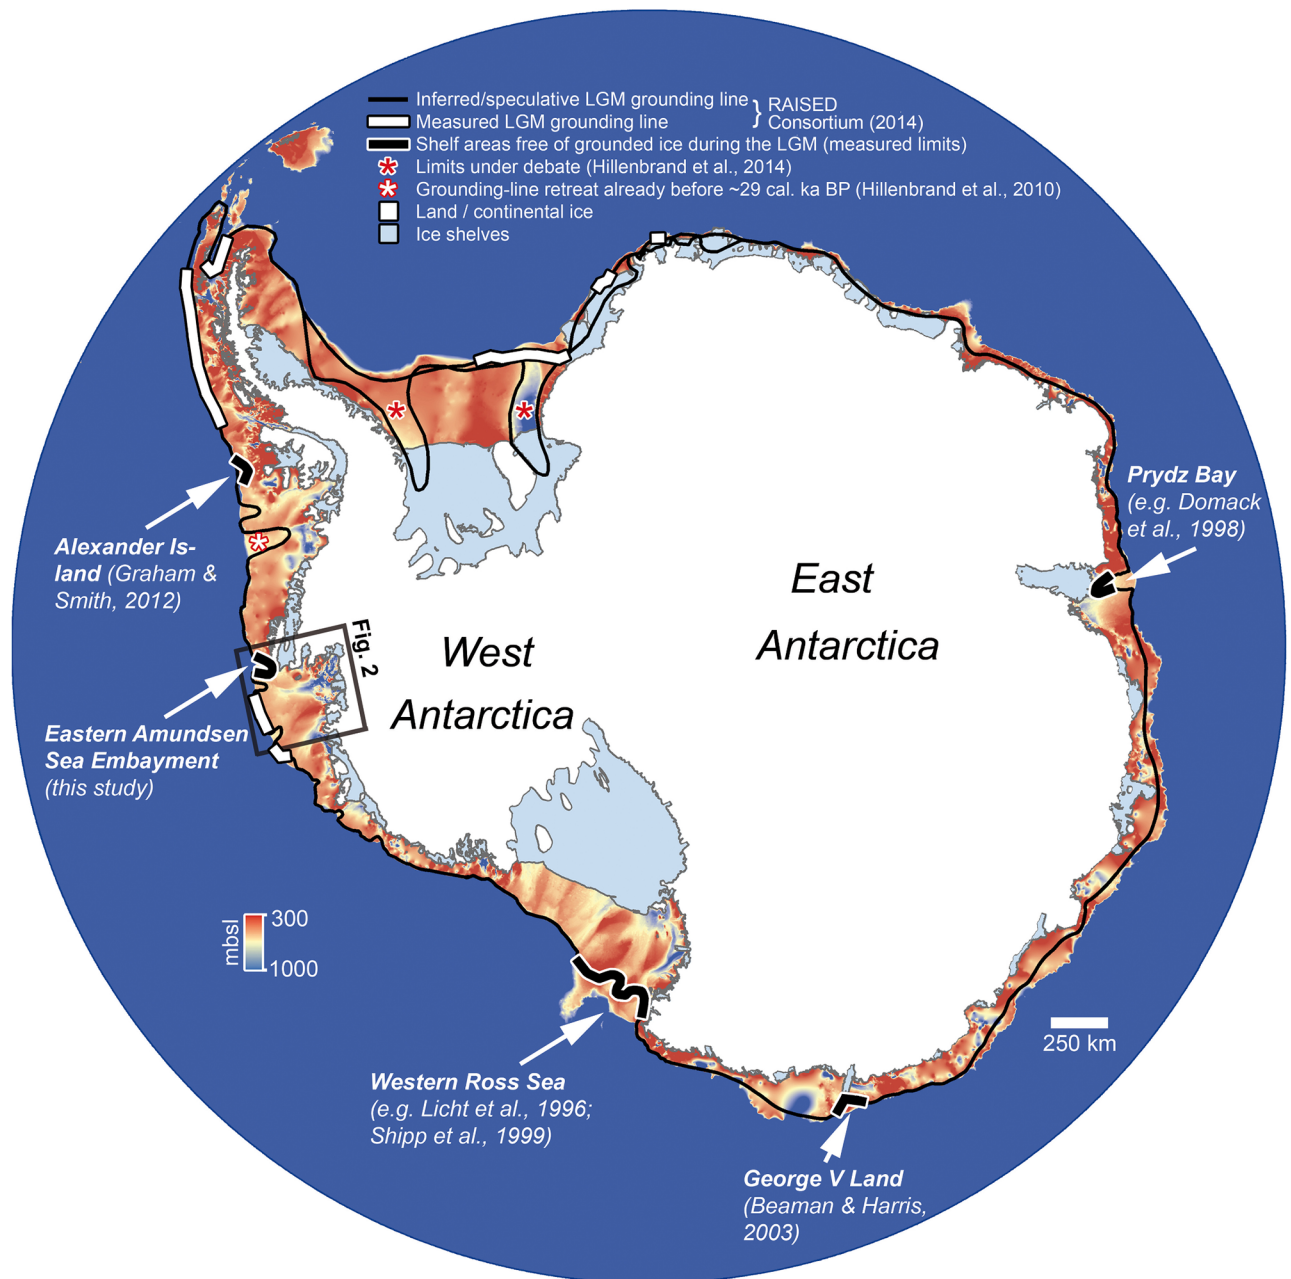 Inferred/speculative LGM grounding line
Measured LGM grounding line
} RAISED
Consortium (2014)
Shelf areas free of grounded ice during the LGM (measured limits)
* Limits under debate (Hillenbrand et al., 2014)
* Grounding-line retreat already before ~29 cal. ka BP (Hillenbrand et al., 2010)
Land / continental ice
Ice shelves
*
*
Prydz Bay
(e.g. Domack
et al., 1998)
Alexander Is-
land (Graham &
Smith, 2012)
*
East
Antarctica
West
Antarctica
Fig. 2
Eastern Amundsen
Sea Embayment
(this study)
mbsl
300
1000
250 km
Western Ross Sea
(e.g. Licht et al., 1996;
Shipp et al., 1999)
George V Land
(Beaman & Harris,
2003)